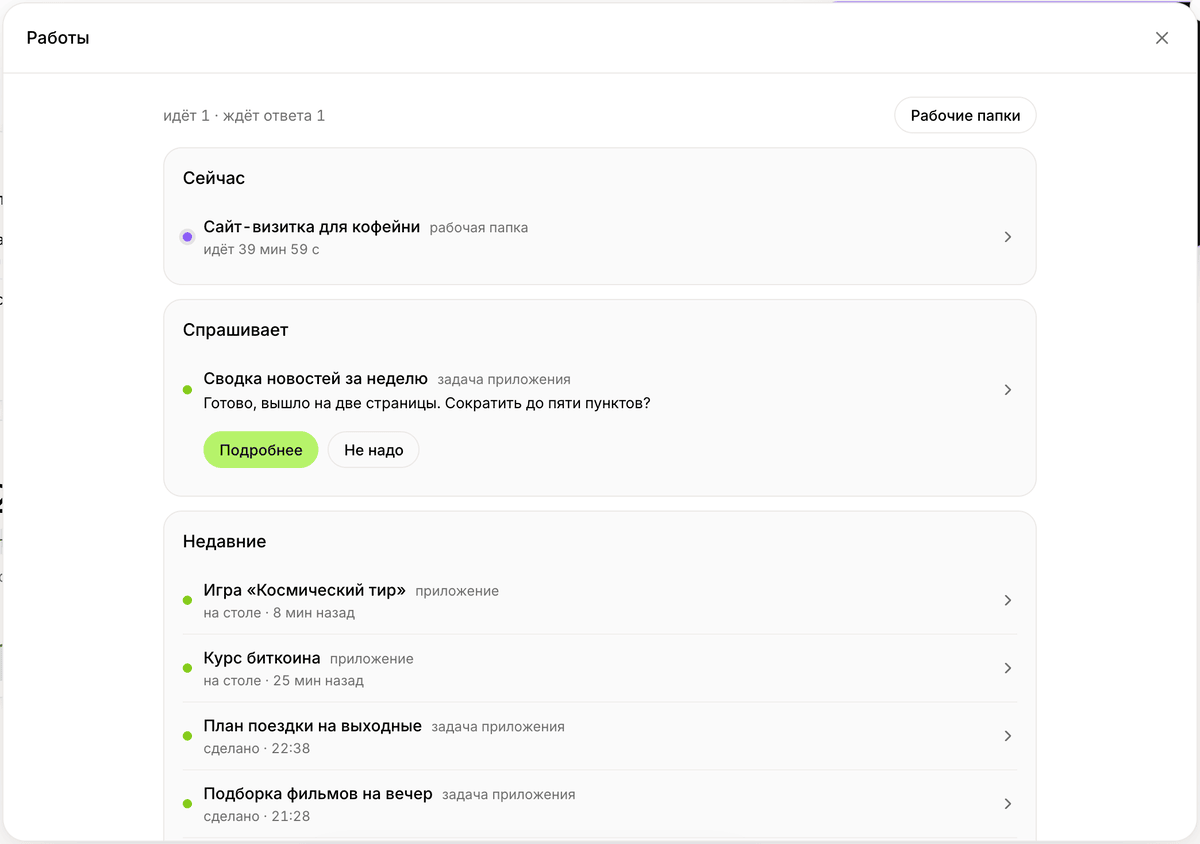 Работы
идёт 1 · ждёт ответа 1
Рабочие папки
Сейчас
Сайт-визитка для кофейни рабочая папка
идёт 39 мин 59 с
Спрашивает
Сводка новостей за неделю задача приложения
Готово, вышло на две страницы. Сократить до пяти пунктов?
Подробнее
Не надо
Недавние
Игра «Космический тир» приложение
на столе · 8 мин назад
Курс биткоина приложение
на столе · 25 мин назад
План поездки на выходные задача приложения
сделано · 22:38
Подборка фильмов на вечер задача приложения
сделано · 21:28